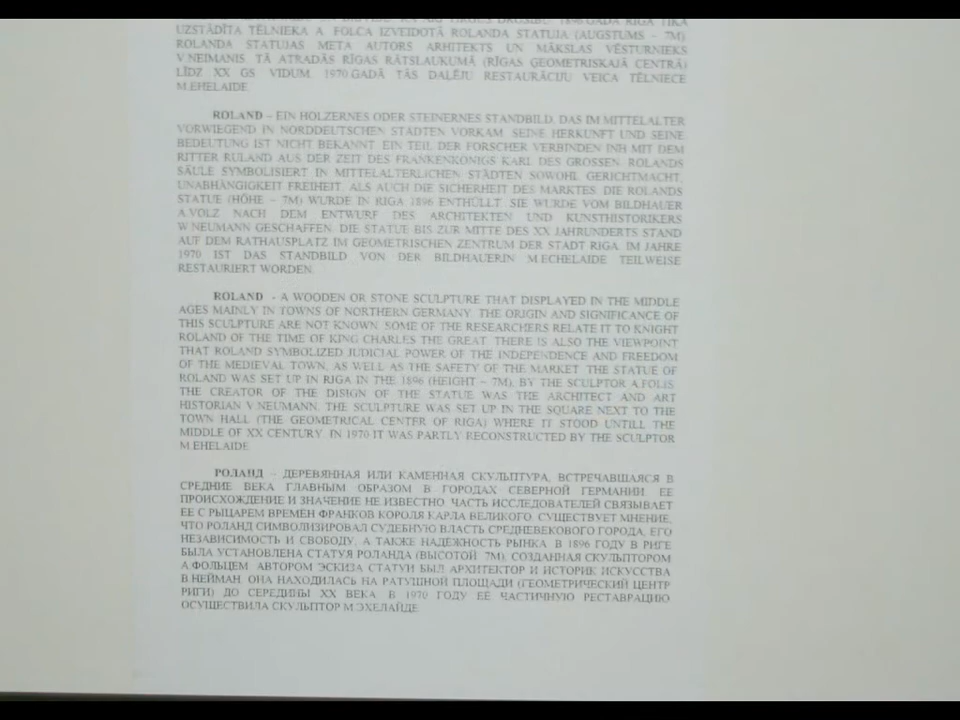 UZSTĀDĪTA TĒLNIEKA A. FOLCA IZVEIDOTĀ ROLANDA STATUJA (AUGSTUMS – 7M)
ROLANDA STATUJAS META AUTORS ARHITEKTS UN MĀKSLAS VĒSTURNIEKS
V.NEIMANIS. TĀ ATRADĀS RĪGAS RĀTSLAUKUMĀ (RĪGAS ĢEOMETRISKAJĀ CENTRĀ)
LĪDZ XX GS VIDUM. 1970.GADĀ TĀS DAĻĒJU RESTAURĀCIJU VEICA TĒLNIECE
M.EHELAIDE.
ROLAND – EIN HOLZERNES ODER STEINERNES STANDBILD, DAS IM MITTELALTER
VORWIEGEND IN NORDDEUTSCHEN STÄDTEN VORKAM. SEINE HERKUNFT UND SEINE
BEDEUTUNG IST NICHT BEKANNT. EIN TEIL DER FORSCHER VERBINDEN INH MIT DEM
RITTER RULAND AUS DER ZEIT DES FRANKENKÖNIGS KARL DES GROSSEN. ROLANDS
SÄULE SYMBOLISIERT IN MITTELALTERLICHEN STÄDTEN SOWOHL GERICHTMACHT,
UNABHÄNGIGKEIT FREIHEIT, ALS AUCH DIE SICHERHEIT DES MARKTES. DIE ROLANDS
STATUE (HÖHE – 7M) WURDE IN RIGA 1896 ENTHÜLLT. SIE WURDE VOM BILDHAUER
A.VOLZ NACH DEM ENTWURF DES ARCHITEKTEN UND KUNSTHISTORIKERS
W.NEUMANN GESCHAFFEN. DIE STATUE BIS ZUR MITTE DES XX JAHRUNDERTS STAND
AUF DEM RATHAUSPLATZ IM GEOMETRISCHEN ZENTRUM DER STADT RIGA. IM JAHRE
1970 IST DAS STANDBILD VON DER BILDHAUERIN M.ECHELAIDE TEILWEISE
RESTAURIERT WORDEN.
ROLAND - A WOODEN OR STONE SCULPTURE THAT DISPLAYED IN THE MIDDLE
AGES MAINLY IN TOWNS OF NORTHERN GERMANY. THE ORIGIN AND SIGNIFICANCE OF
THIS SCULPTURE ARE NOT KNOWN. SOME OF THE RESEARCHERS RELATE IT TO KNIGHT
ROLAND OF THE TIME OF KING CHARLES THE GREAT. THERE IS ALSO THE VIEWPOINT
THAT ROLAND SYMBOLIZED JUDICIAL POWER OF THE INDEPENDENCE AND FREEDOM
OF THE MEDIEVAL TOWN, AS WELL AS THE SAFETY OF THE MARKET. THE STATUE OF
ROLAND WAS SET UP IN RIGA IN THE 1896 (HEIGHT – 7M), BY THE SCULPTOR A.FOLIS.
THE CREATOR OF THE DISIGN OF THE STATUE WAS THE ARCHITECT AND ART
HISTORIAN V.NEUMANN. THE SCULPTURE WAS SET UP IN THE SQUARE NEXT TO THE
TOWN HALL (THE GEOMETRICAL CENTER OF RIGA) WHERE IT STOOD UNTILL THE
MIDDLE OF XX CENTURY. IN 1970 IT WAS PARTLY RECONSTRUCTED BY THE SCULPTOR
M.EHELAIDE.
РОЛАНД – ДЕРЕВЯННАЯ ИЛИ КАМЕННАЯ СКУЛЬПТУРА, ВСТРЕЧАВШАЯСЯ В
СРЕДНИЕ ВЕКА ГЛАВНЫМ ОБРАЗОМ В ГОРОДАХ СЕВЕРНОЙ ГЕРМАНИИ. ЕЕ
ПРОИСХОЖДЕНИЕ И ЗНАЧЕНИЕ НЕ ИЗВЕСТНО. ЧАСТЬ ИССЛЕДОВАТЕЛЕЙ СВЯЗЫВАЕТ
ЕЕ С РЫЦАРЕМ ВРЕМЁН ФРАНКОВ КОРОЛЯ КАРЛА ВЕЛИКОГО. СУЩЕСТВУЕТ МНЕНИЕ,
ЧТО РОЛАНД СИМВОЛИЗИРОВАЛ СУДЕБНУЮ ВЛАСТЬ СРЕДНЕВЕКОВОГО ГОРОДА, ЕГО
НЕЗАВИСИМОСТЬ И СВОБОДУ, А ТАКЖЕ НАДЕЖНОСТЬ РЫНКА. В 1896 ГОДУ В РИГЕ
БЫЛА УСТАНОВЛЕНА СТАТУЯ РОЛАНДА (ВЫСОТОЙ 7М), СОЗДАННАЯ СКУЛЬПТОРОМ
А.ФОЛЬЦЕМ. АВТОРОМ ЭСКИЗА СТАТУИ БЫЛ АРХИТЕКТОР И ИСТОРИК ИСКУССТВА
В.НЕЙМАН. ОНА НАХОДИЛАСЬ НА РАТУШНОЙ ПЛОЩАДИ (ГЕОМЕТРИЧЕСКИЙ ЦЕНТР
РИГИ) ДО СЕРЕДИНЫ XX ВЕКА. В 1970 ГОДУ ЕЁ ЧАСТИЧНУЮ РЕСТАВРАЦИЮ
ОСУЩЕСТВИЛА СКУЛЬПТОР М.ЭХЕЛАЙДЕ.